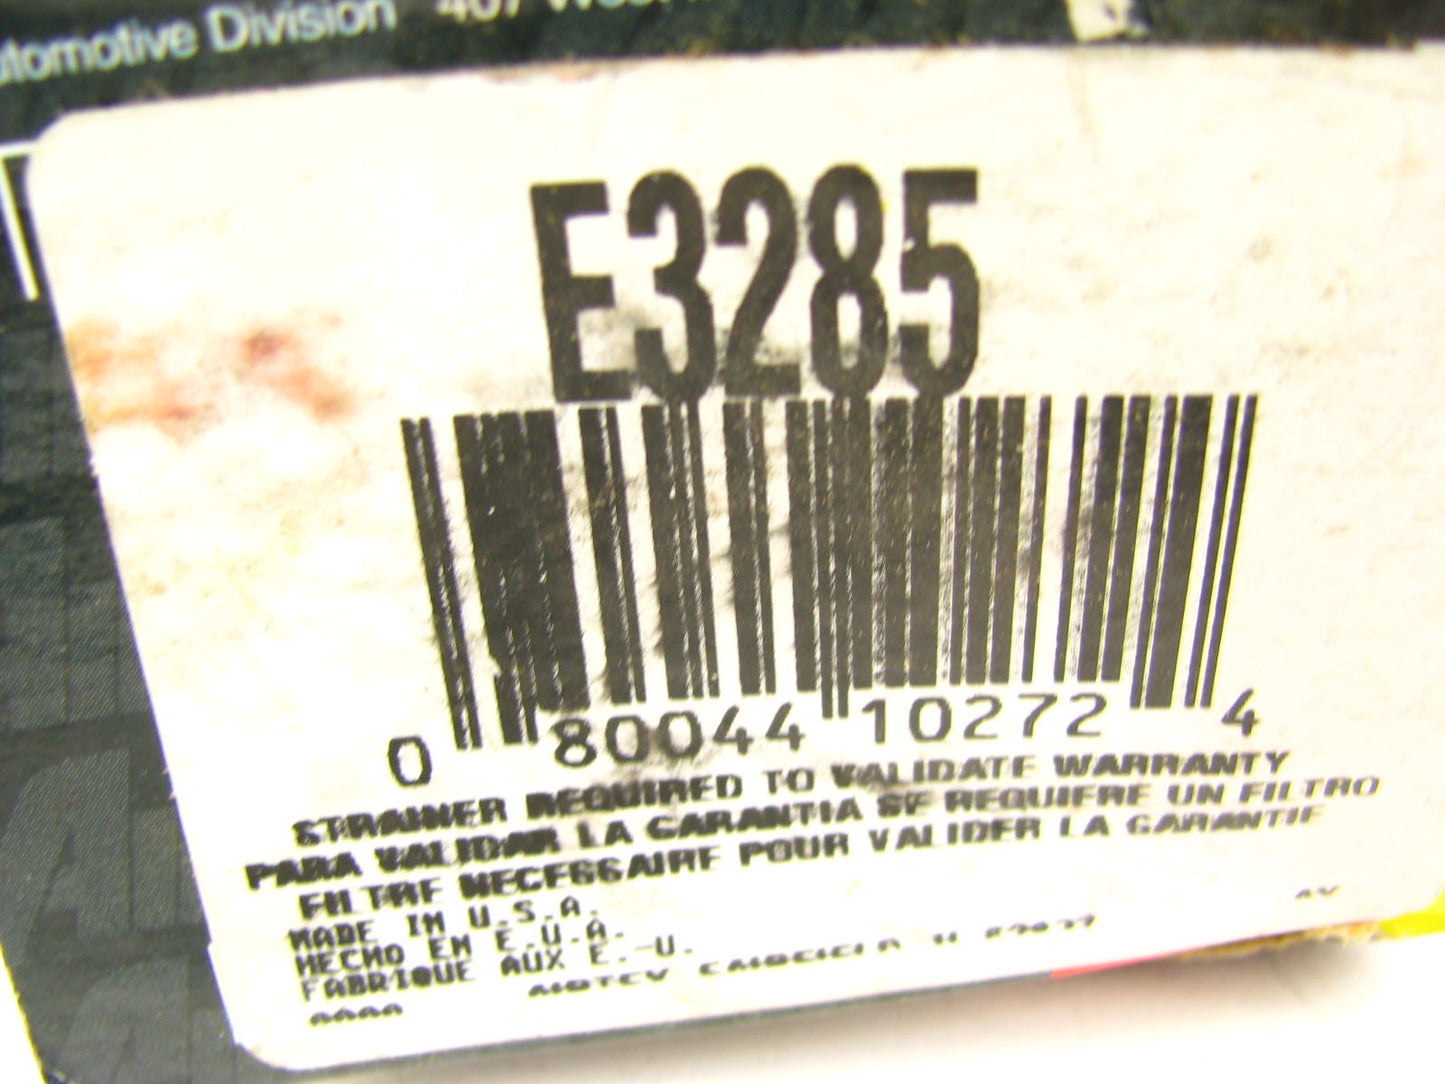 Automotive Division 407
E3285
0 80044 10272 4
STRAINER REQUIRED TO VALIDATE WARRANTY
PARA VALIDAR LA GARANTIA SE REQUIERE UN FILTRO
FILTRE NECESSAIRE POUR VALIDER LA GARANTIE
MADE IN U.S.A.
HECHO EN E.U.A.
FABRIQUE AUX E.-U.